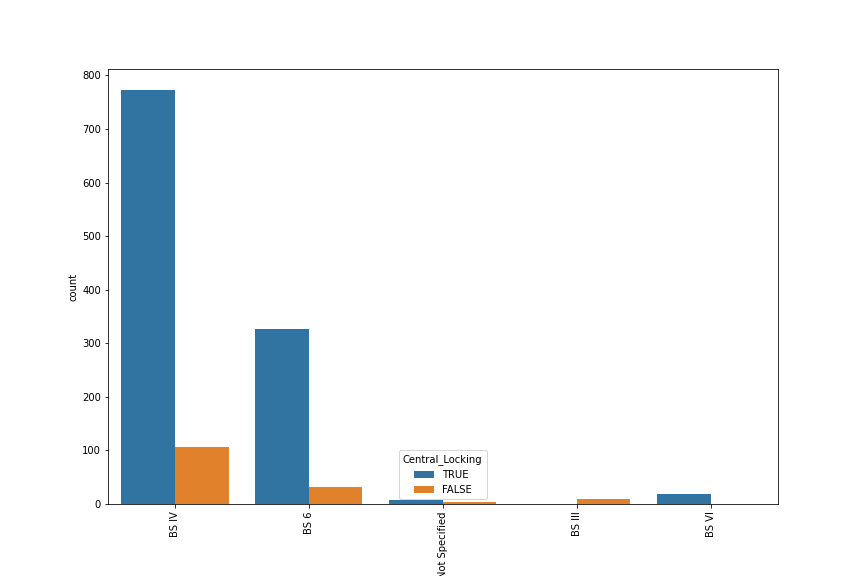 800
700
600
500
400
300
200
100
0
count
Central_Locking
TRUE
FALSE
BS IV
BS 6
Not Specified
BS III
BS VI